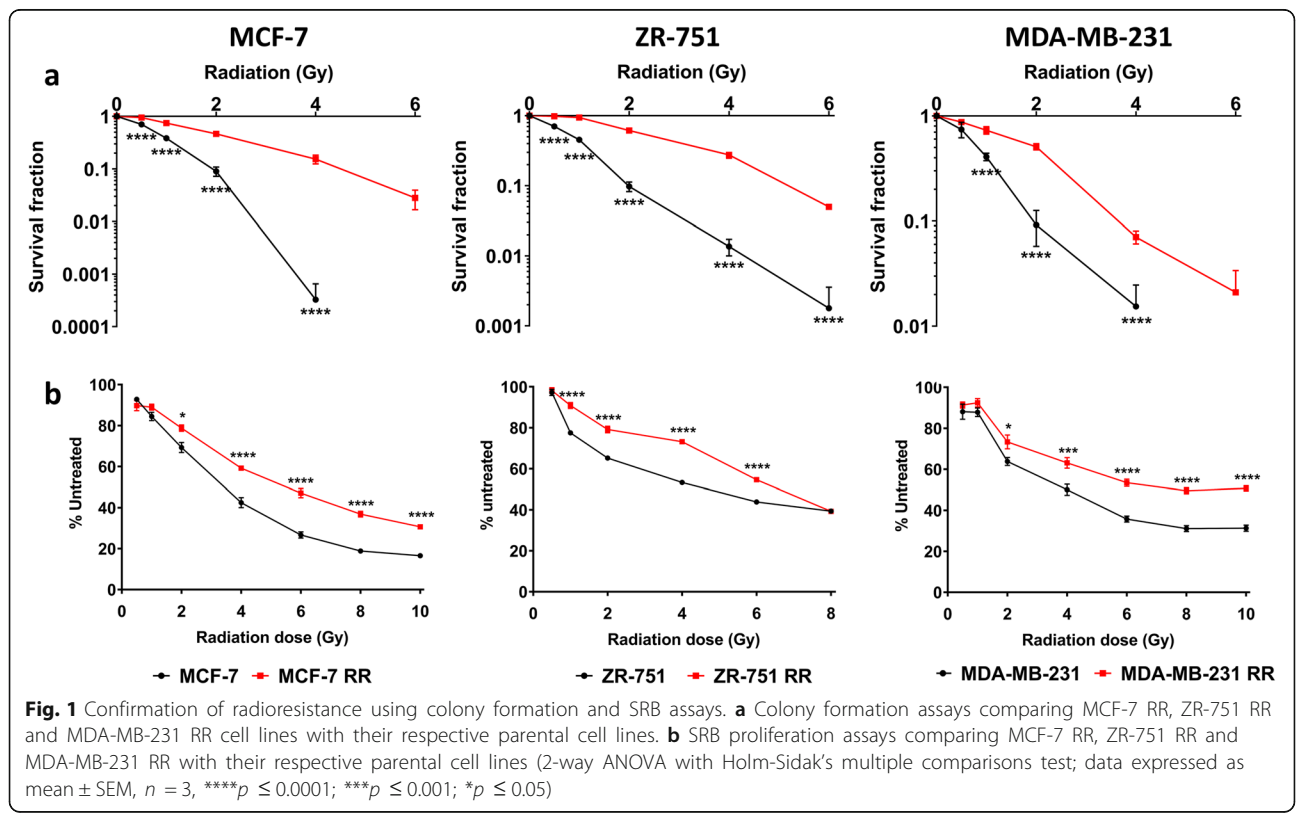 MCF-7 ZR-751 MDA-MB-231
a Radiation (Gy) Radiation (Gy) Radiation (Gy)
0 2 4 6 0 2 4 6 0 2 4 6
1 1 1
0.1 0.1 0.1
0.01 0.01 0.01
0.001 0.001
0.0001
Survival fraction Survival fraction Survival fraction
**** **** **** ****
**** **** **** **** ****
**** **** ****
b
100 100 100
80 80 80
60 60 60
40 40 40
20 20 20
0 0 0
% Untreated % untreated % Untreated
* **** **** **** ****
**** **** **** ****
* *** **** **** ****
0 2 4 6 8 10 0 2 4 6 8 0 2 4 6 8 10
Radiation dose (Gy) Radiation dose (Gy) Radiation dose (Gy)
MCF-7 MCF-7 RR ZR-751 ZR-751 RR MDA-MB-231 MDA-MB-231 RR
Fig. 1 Confirmation of radioresistance using colony formation and SRB assays. a Colony formation assays comparing MCF-7 RR, ZR-751 RR
and MDA-MB-231 RR cell lines with their respective parental cell lines. b SRB proliferation assays comparing MCF-7 RR, ZR-751 RR and
MDA-MB-231 RR with their respective parental cell lines (2-way ANOVA with Holm-Sidak's multiple comparisons test; data expressed as
mean ± SEM, n = 3, ****p ≤ 0.0001; ***p ≤ 0.001; *p ≤ 0.05)